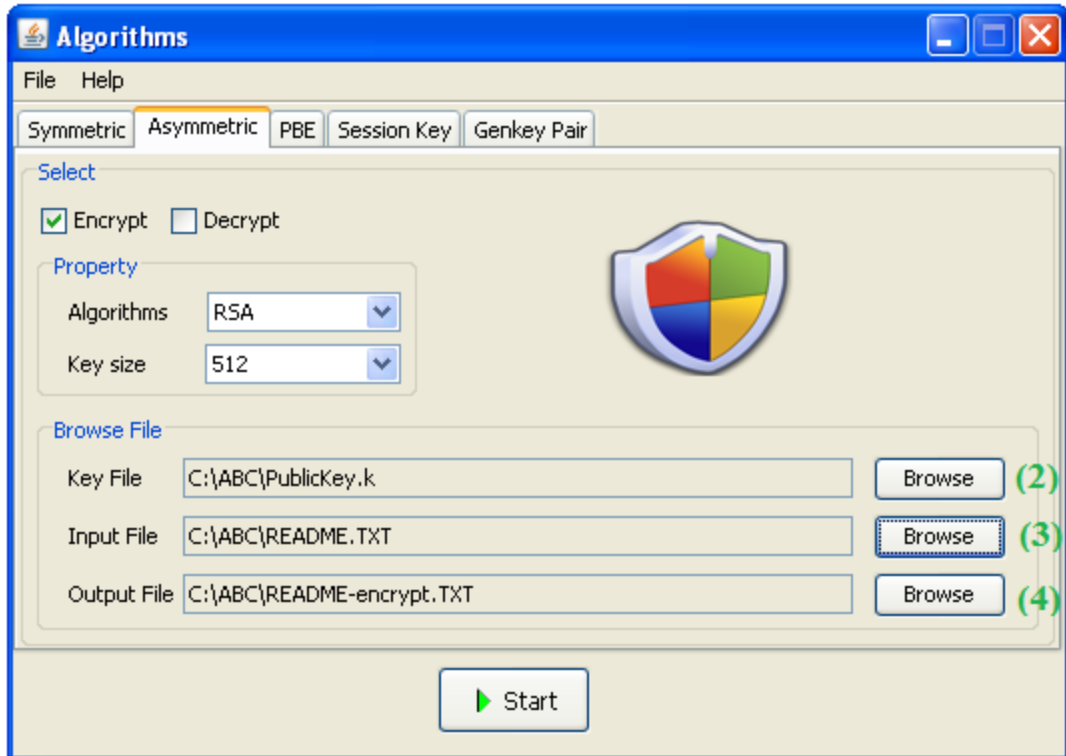 Algorithms
File Help
Symmetric Asymmetric PBE Session Key Genkey Pair
Select
Encrypt Decrypt
Property
Algorithms RSA
Key size 512
Browse File
Key File C:\ABC\PublicKey.k Browse (2)
Input File C:\ABC\README.TXT Browse (3)
Output File C:\ABC\README-encrypt.TXT Browse (4)
Start